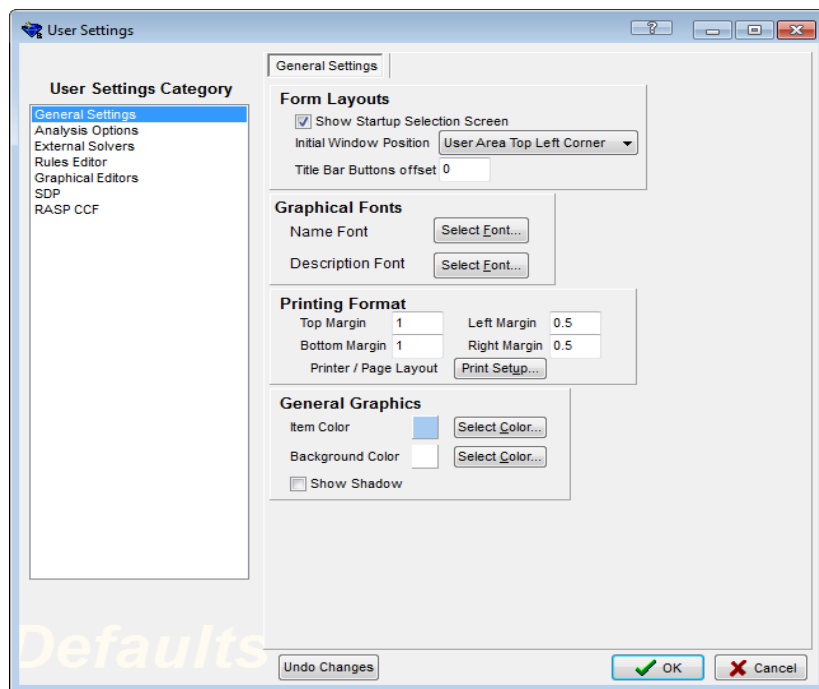 User Settings
?
User Settings Category
General Settings
Analysis Options
External Solvers
Rules Editor
Graphical Editors
SDP
RASP CCF
General Settings
Form Layouts
Show Startup Selection Screen
Initial Window Position User Area Top Left Corner
Title Bar Buttons offset 0
Graphical Fonts
Name Font Select Font...
Description Font Select Font...
Printing Format
Top Margin 1 Left Margin 0.5
Bottom Margin 1 Right Margin 0.5
Printer / Page Layout Print Setup...
General Graphics
Item Color Select Color...
Background Color Select Color...
Show Shadow
Defaults
Undo Changes OK Cancel